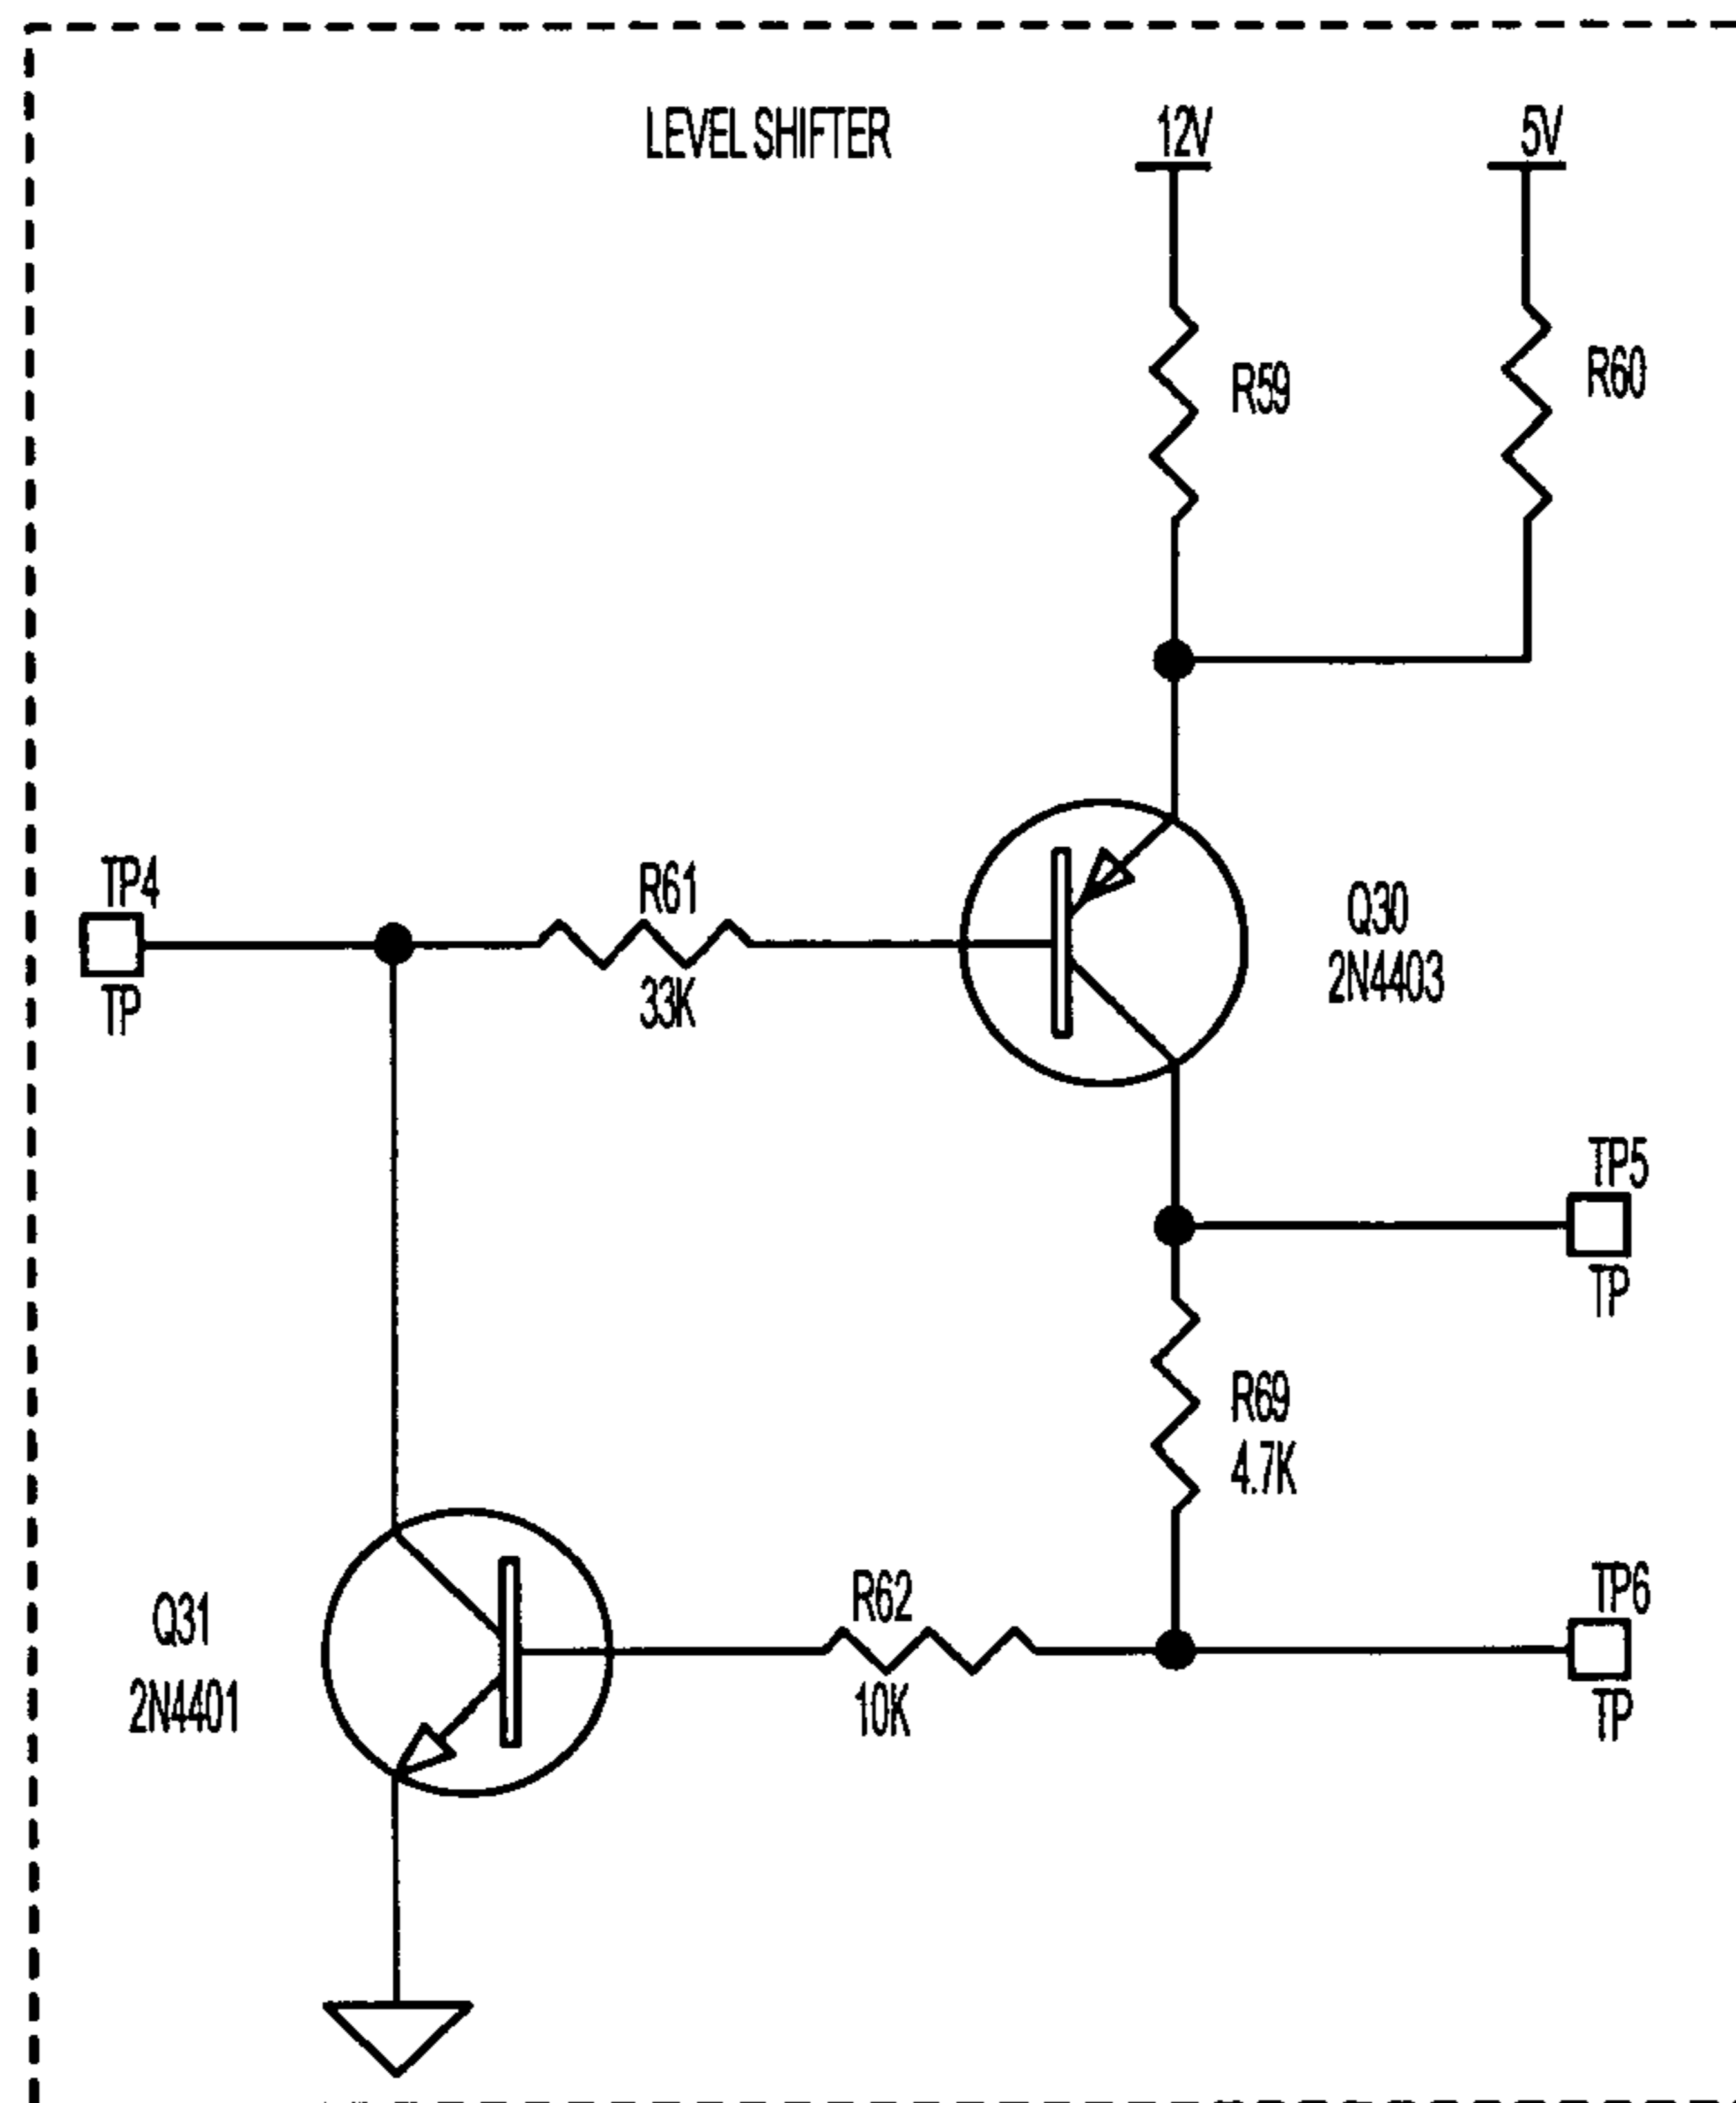 LEVEL SHIFTER
12V
5V
R59
R60
TP4
TP
R61
33K
Q30
2N4403
TP5
TP
R69
4.7K
Q31
2N4401
R62
10K
TP6
TP